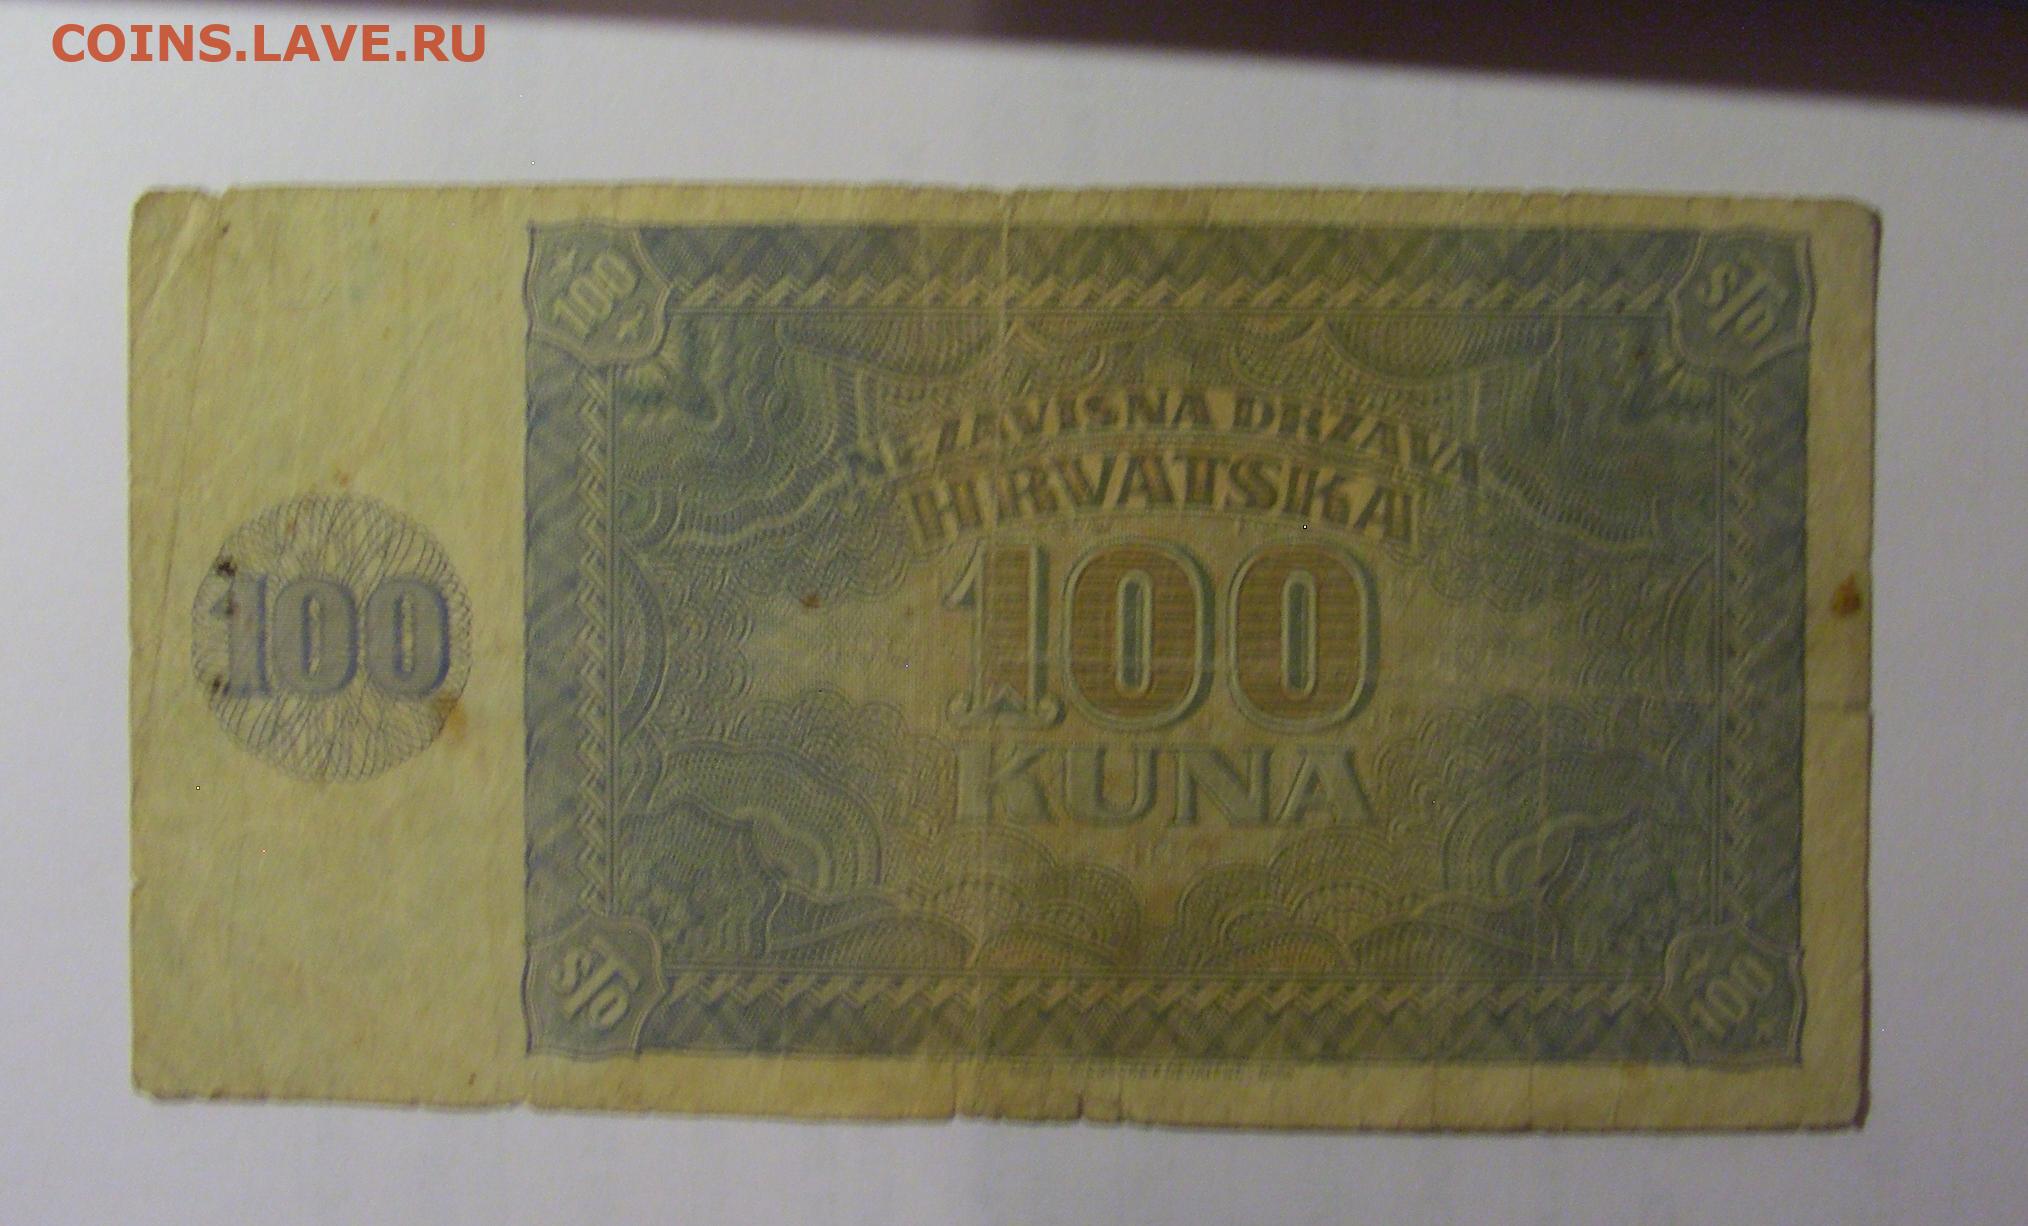 COINS.LAVE.RU
100
STO
NEZAVISNA DRŽAVA
HRVATSKA
100
100
KUNA
STO
100